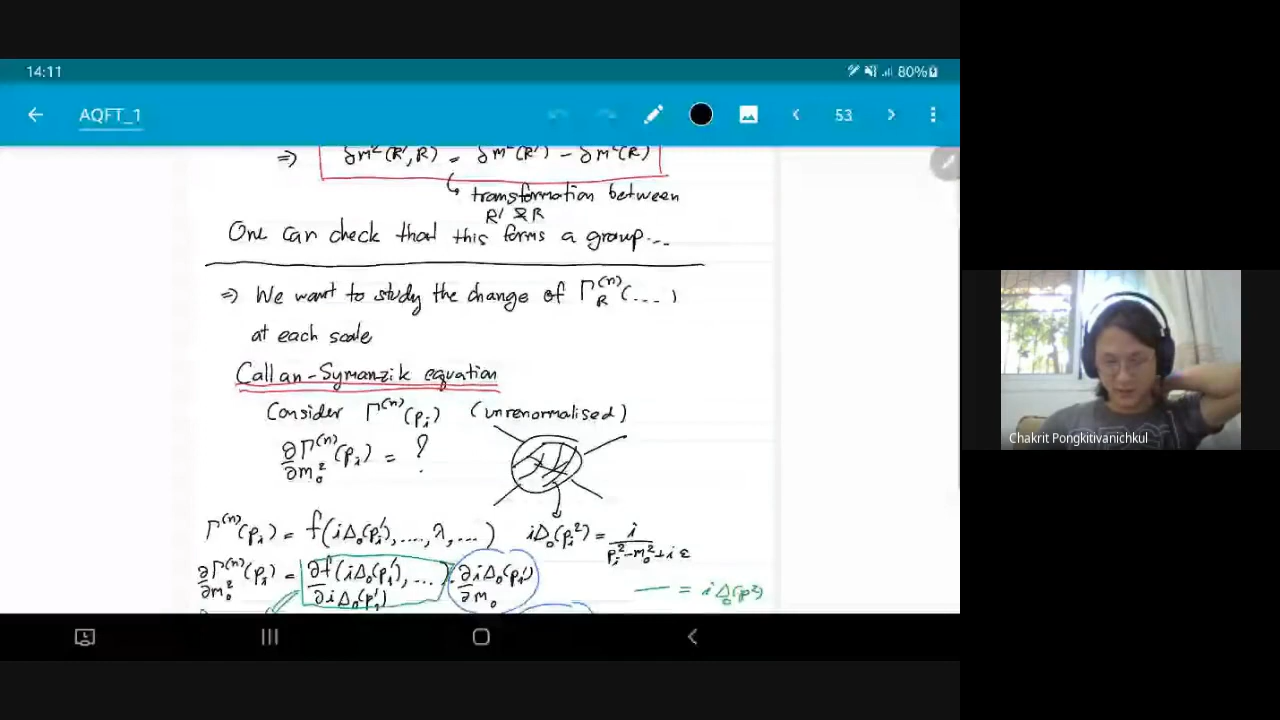 14:11
80%
AQFT_1
53
⇒ δm²(R', R) = δm²(R') - δm²(R)
↳ transformation between
R' & R
One can check that this forms a group...
⇒ We want to study the change of Γ_R^(n)(....)
at each scale
Callan-Symanzik equation
Consider Γ^(n)(p_i) (unrenormalised)
∂Γ^(n)(p_i)/∂m_0² = ?
Γ^(n)(p_i) = f(iΔ_0(p_i'), ...., λ, ...) iΔ_0(p_i²) = i/(p_i² - m_0² + iε)
∂Γ^(n)(p_i)/∂m_0² = ∂f(iΔ_0(p_1'), ...)/∂iΔ_0(p_1') · ∂iΔ_0(p_1')/∂m_0
— = iΔ_0(p²)
Chakrit Pongkitivanichkul